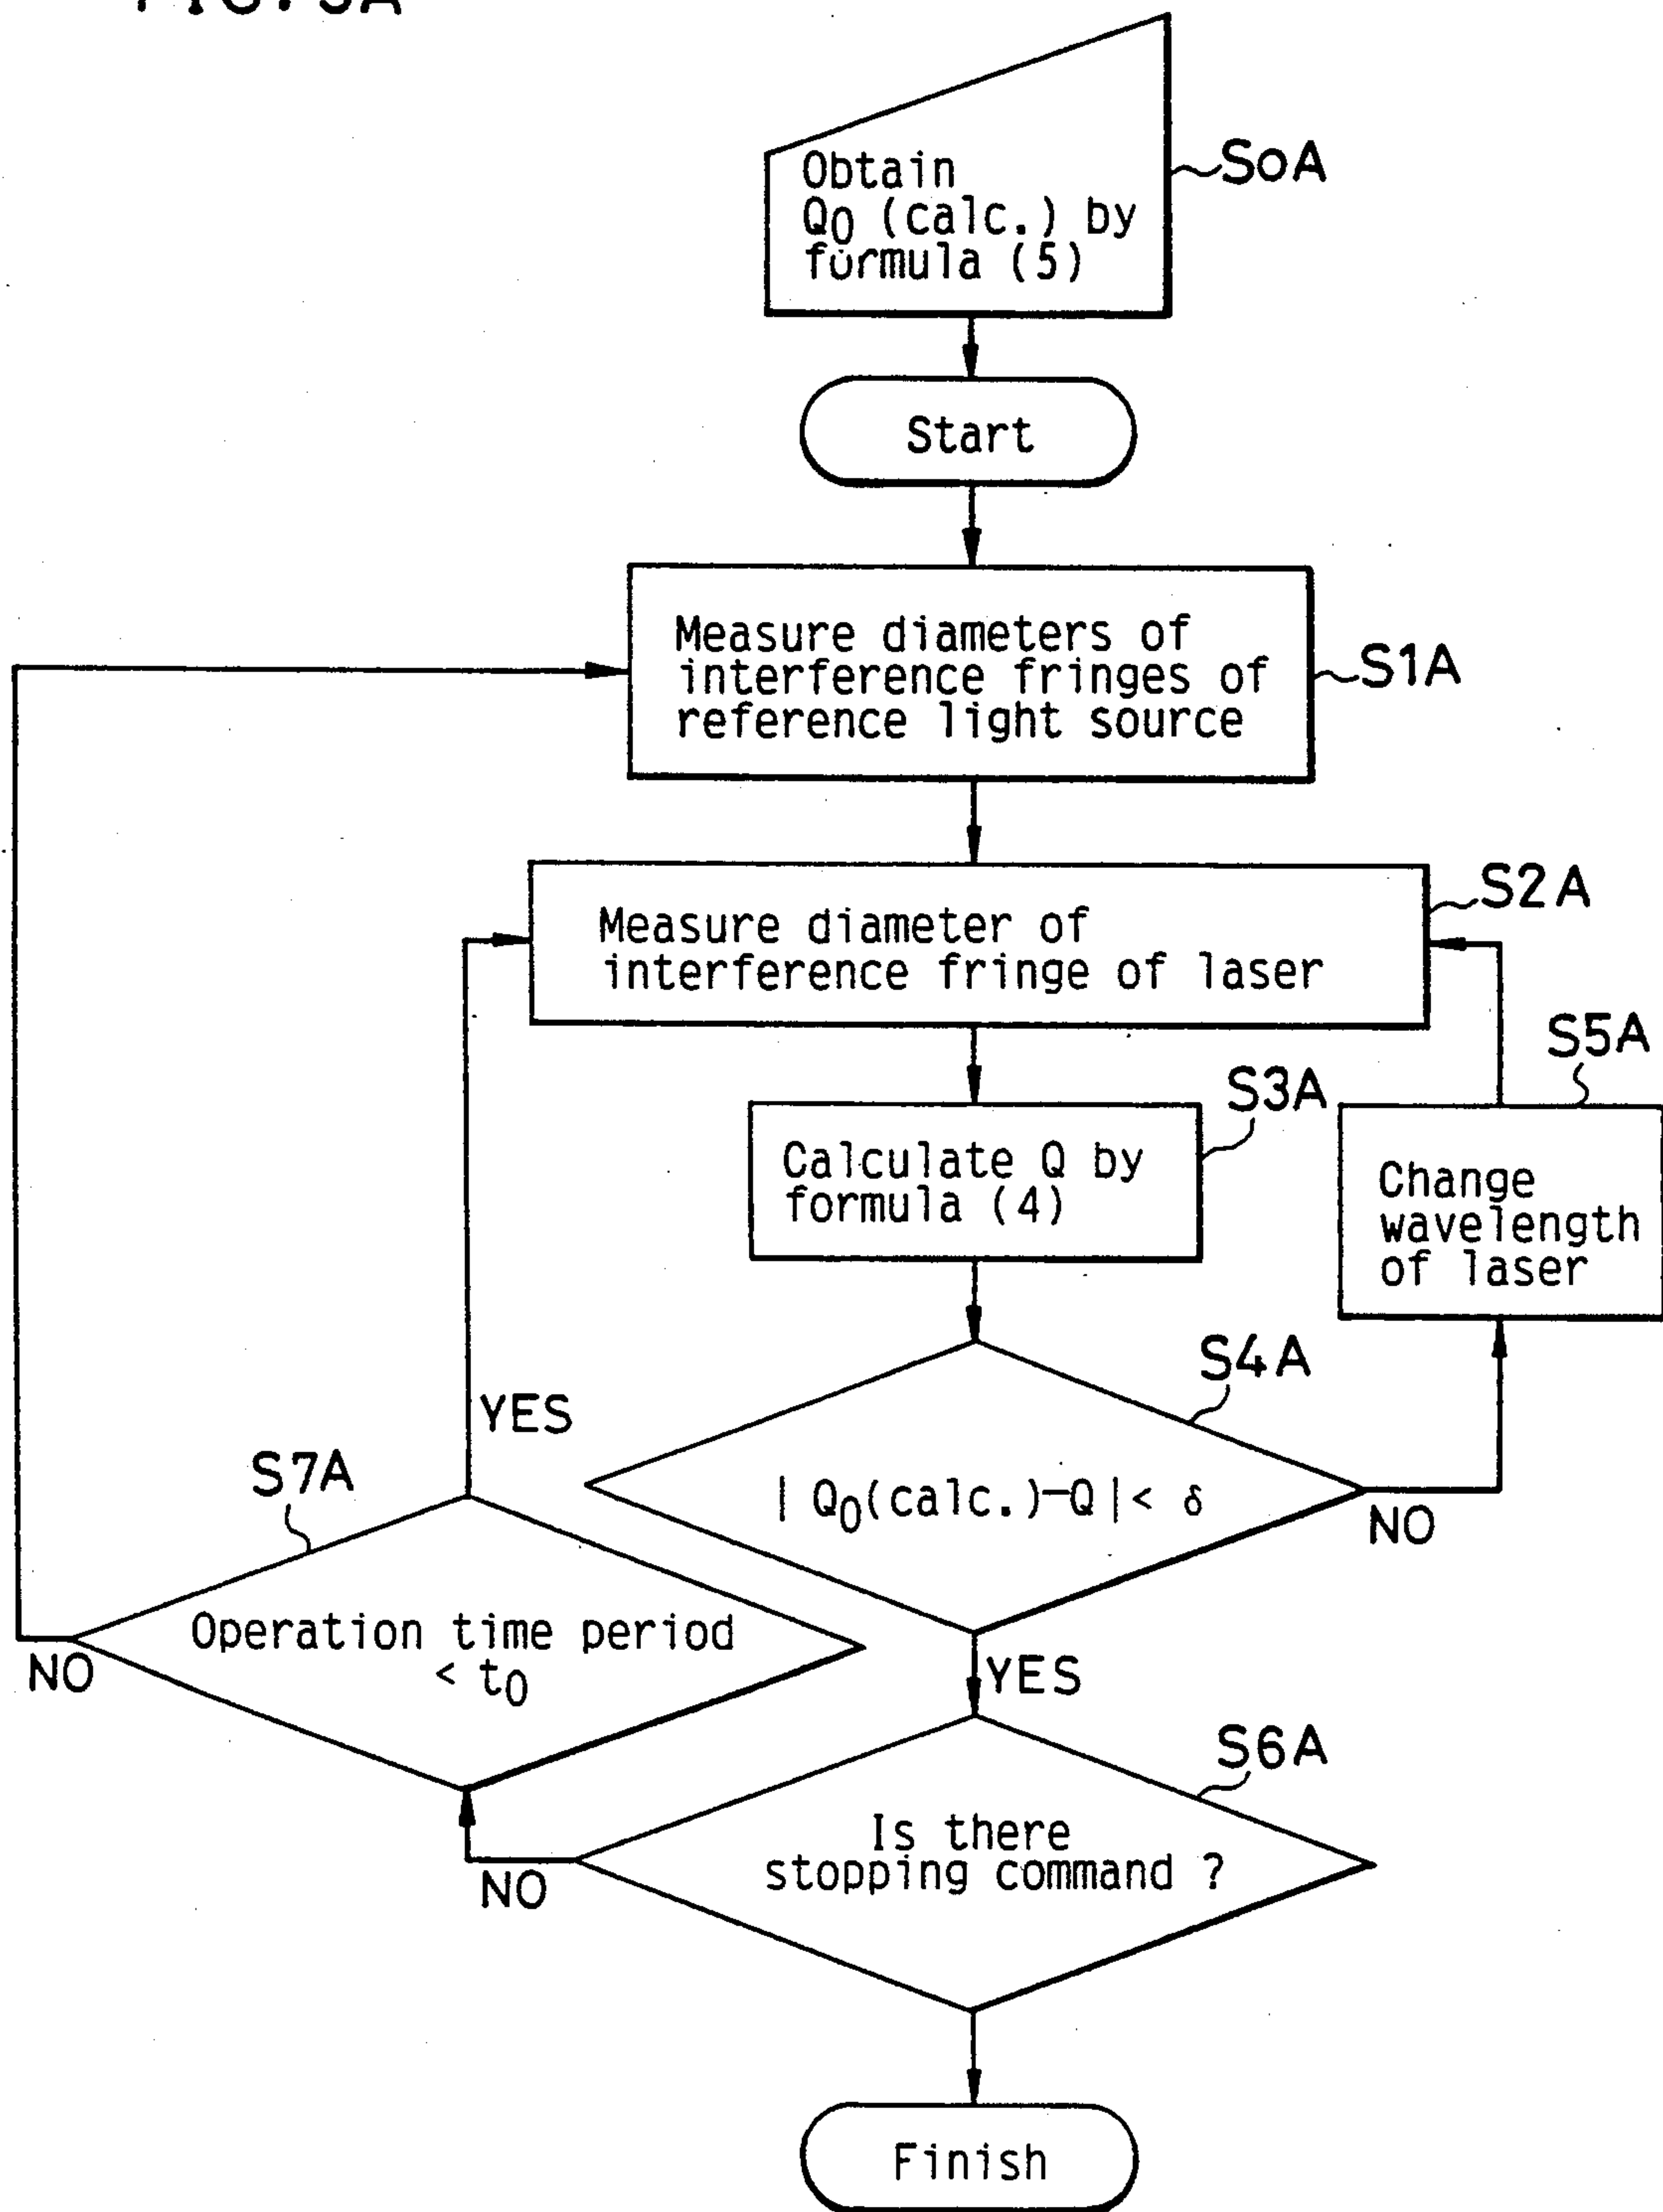 Obtain
Q0 (calc.) by
formula (5)
SoA
Start
Measure diameters of
interference fringes of
reference light source
S1A
Measure diameter of
interference fringe of laser
S2A
S5A
S3A
Calculate Q by
formula (4)
Change
wavelength
of laser
S4A
YES
S7A
| Q0(calc.)-Q | < δ
NO
Operation time period
< t0
NO
YES
S6A
Is there
stopping command ?
NO
Finish